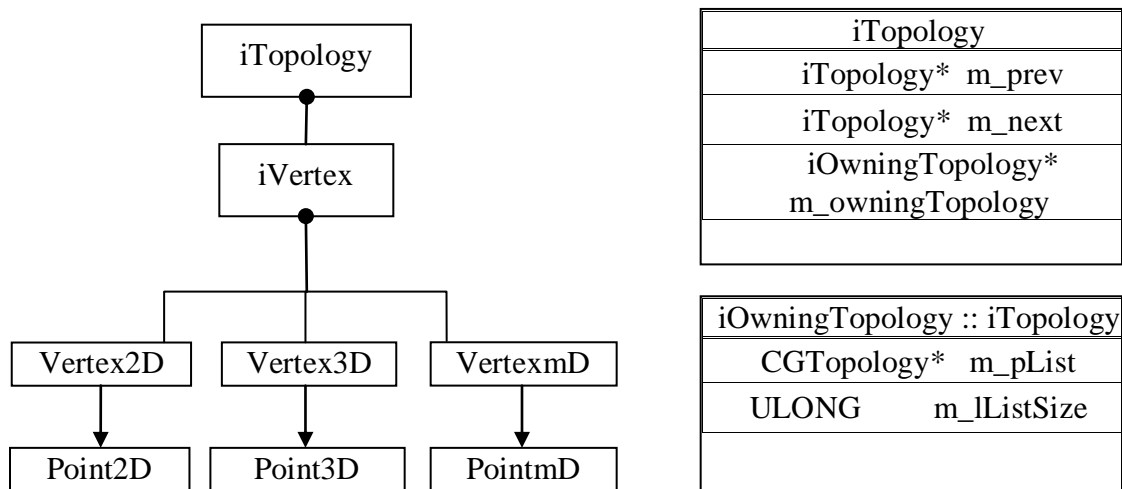 iTopology
iVertex
Vertex2D Vertex3D VertexmD
Point2D Point3D PointmD
iTopology
iTopology* m_prev
iTopology* m_next
iOwningTopology*
m_owningTopology
iOwningTopology :: iTopology
CGTopology* m_pList
ULONG m_lListSize